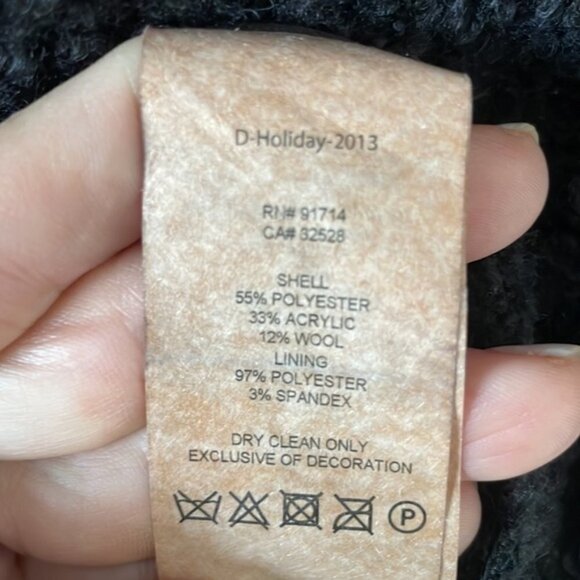 D-Holiday-2013
RN# 91714
CA# 32528
SHELL
55% POLYESTER
33% ACRYLIC
12% WOOL
LINING
97% POLYESTER
3% SPANDEX
DRY CLEAN ONLY
EXCLUSIVE OF DECORATION
P